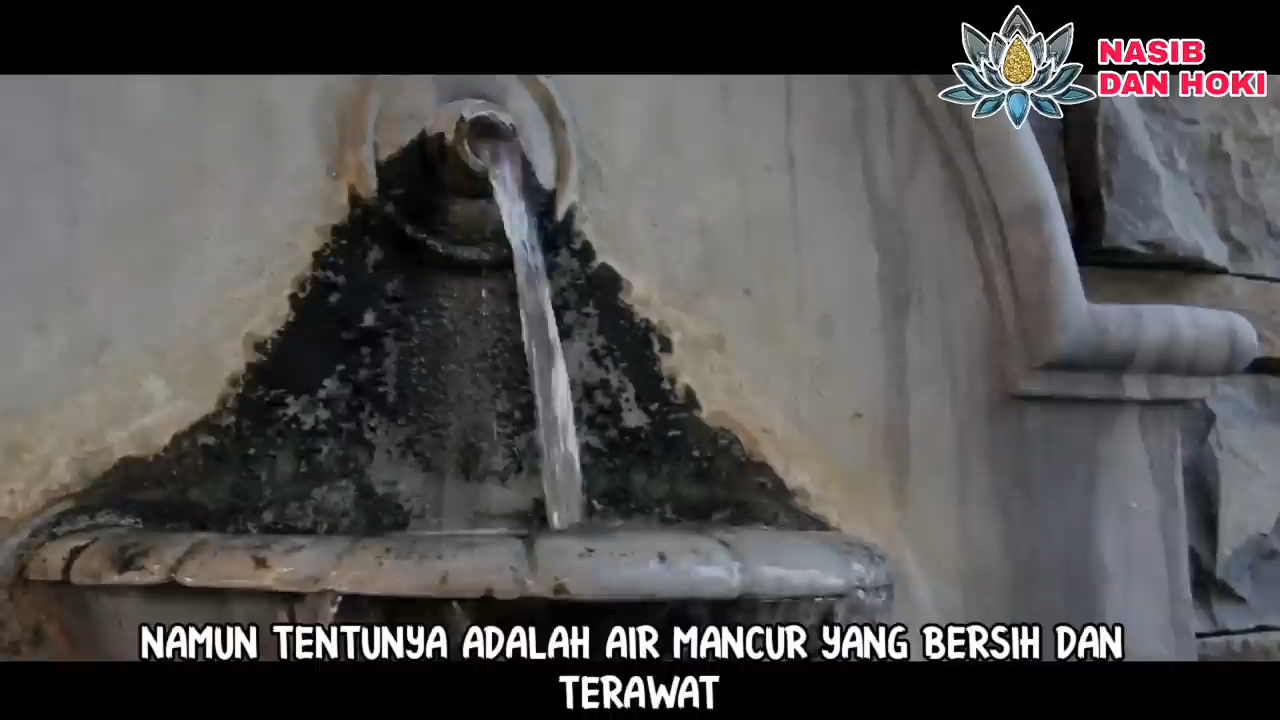 NASIB
DAN HOKI
NAMUN TENTUNYA ADALAH AIR MANCUR YANG BERSIH DAN
TERAWAT